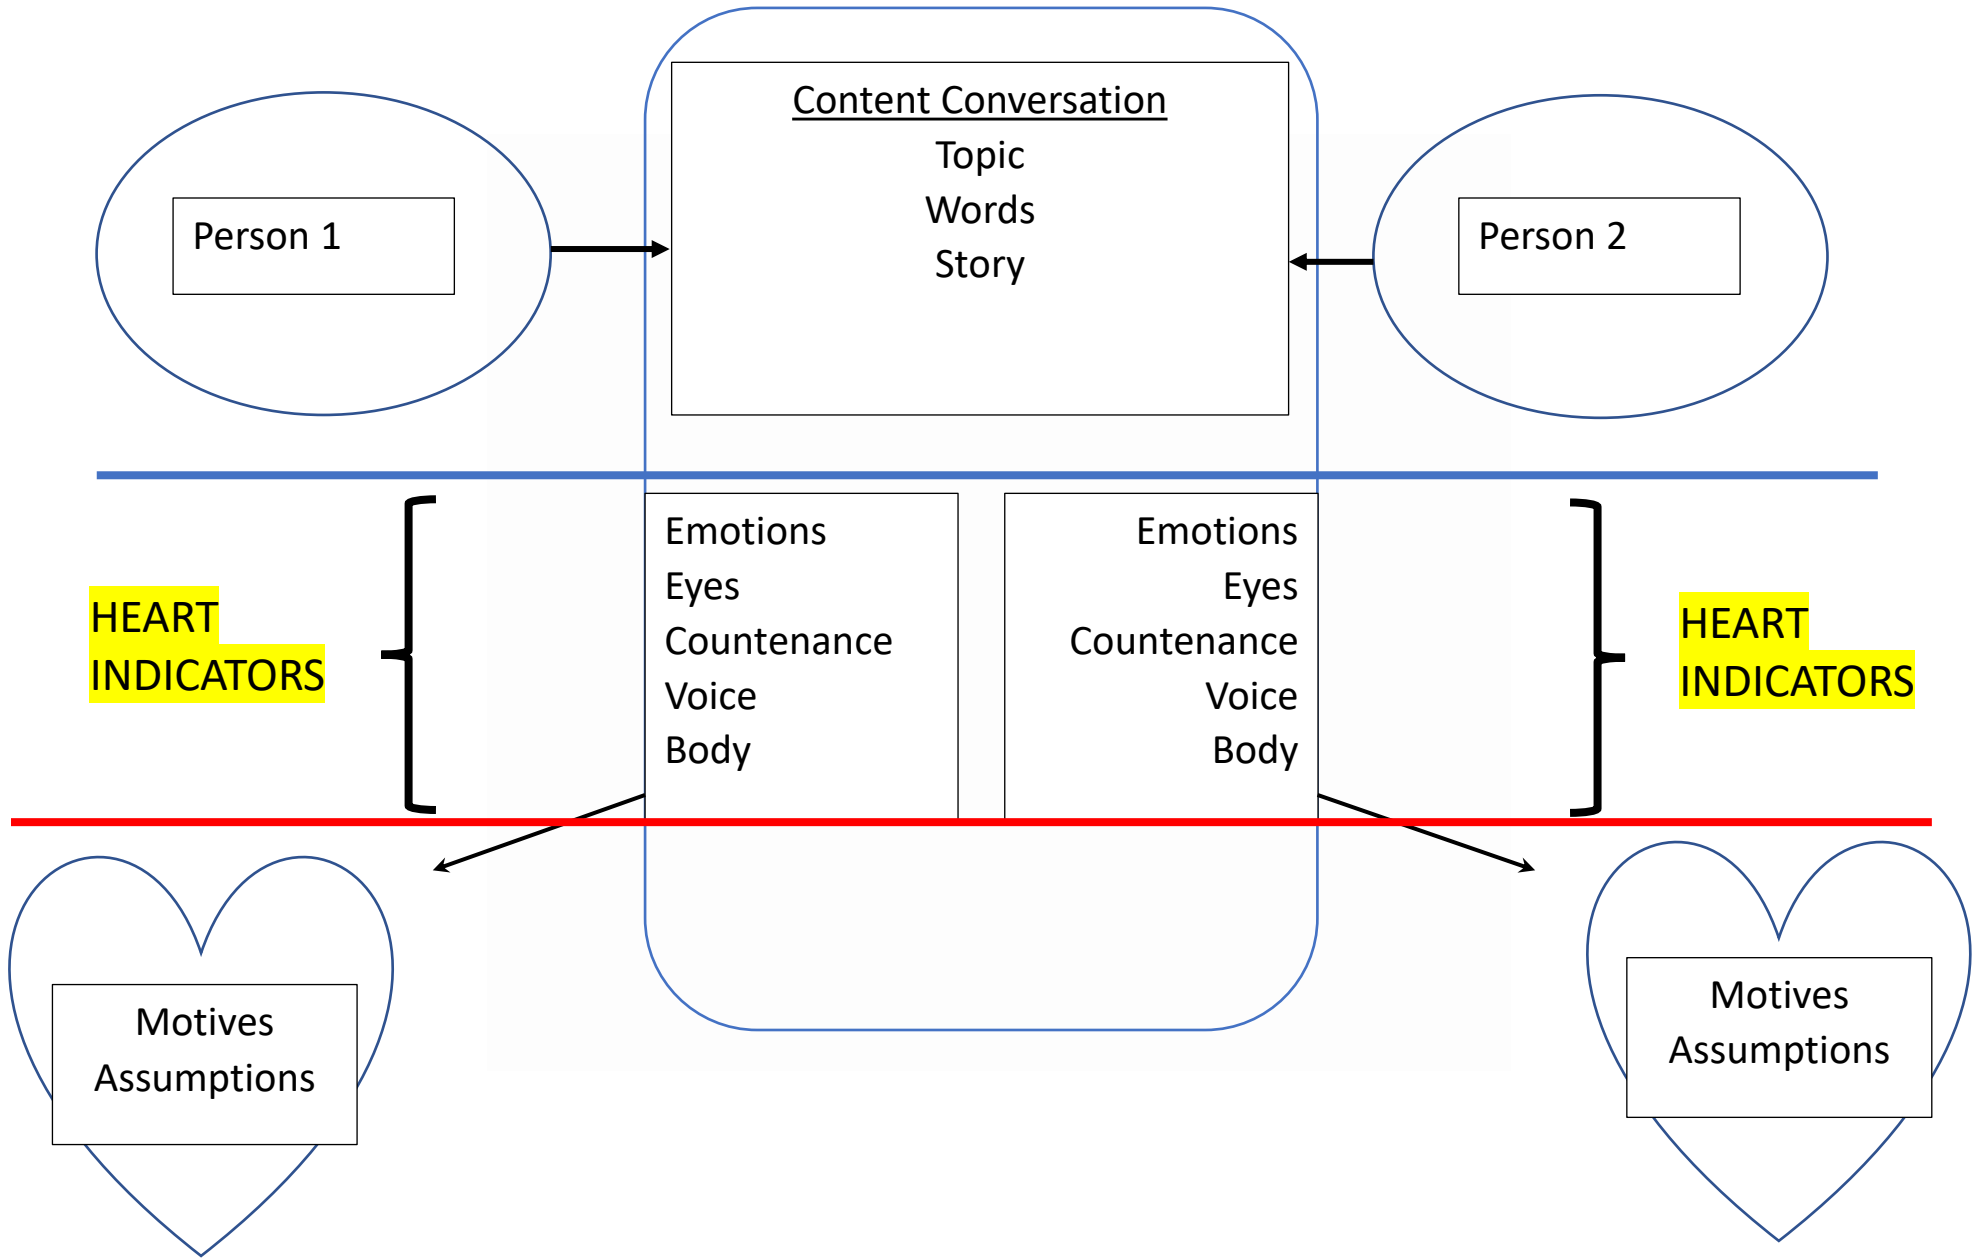 Content Conversation
Topic
Words
Story
Person 1
Person 2
HEART
INDICATORS
Emotions
Eyes
Countenance
Voice
Body
Emotions
Eyes
Countenance
Voice
Body
HEART
INDICATORS
Motives
Assumptions
Motives
Assumptions